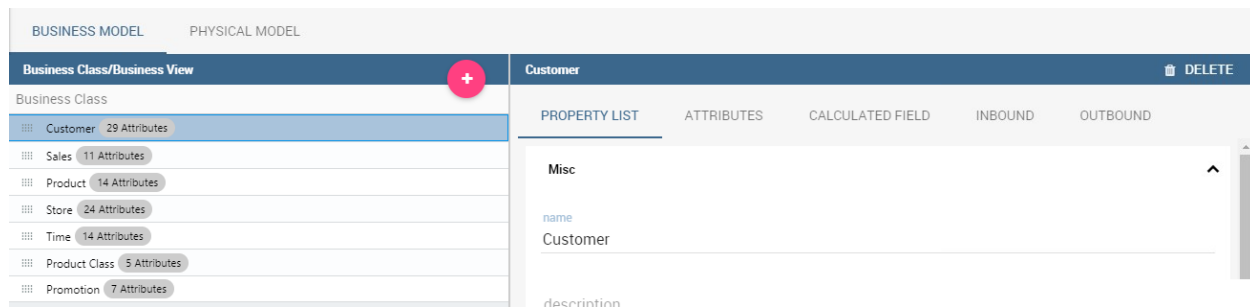 BUSINESS MODEL PHYSICAL MODEL
Business Class/Business View
+
Business Class
Customer 29 Attributes
Sales 11 Attributes
Product 14 Attributes
Store 24 Attributes
Time 14 Attributes
Product Class 5 Attributes
Promotion 7 Attributes
Customer DELETE
PROPERTY LIST ATTRIBUTES CALCULATED FIELD INBOUND OUTBOUND
Misc
name
Customer
description